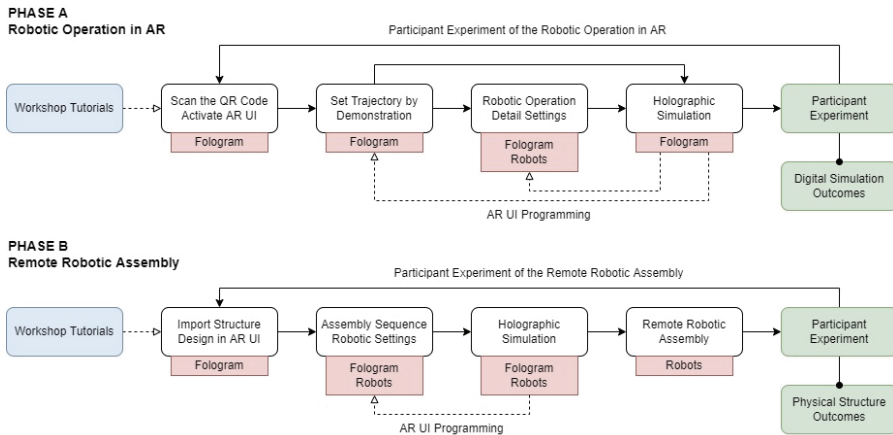 PHASE A
Robotic Operation in AR
Participant Experiment of the Robotic Operation in AR
Workshop Tutorials
Scan the QR Code
Activate AR UI
Fologram
Set Trajectory by
Demonstration
Fologram
Robotic Operation
Detail Settings
Fologram
Robots
Holographic
Simulation
Fologram
Participant
Experiment
Digital Simulation
Outcomes
AR UI Programming
PHASE B
Remote Robotic Assembly
Participant Experiment of the Remote Robotic Assembly
Workshop Tutorials
Import Structure
Design in AR UI
Fologram
Assembly Sequence
Robotic Settings
Fologram
Robots
Holographic
Simulation
Fologram
Robots
Remote Robotic
Assembly
Robots
Participant
Experiment
Physical Structure
Outcomes
AR UI Programming